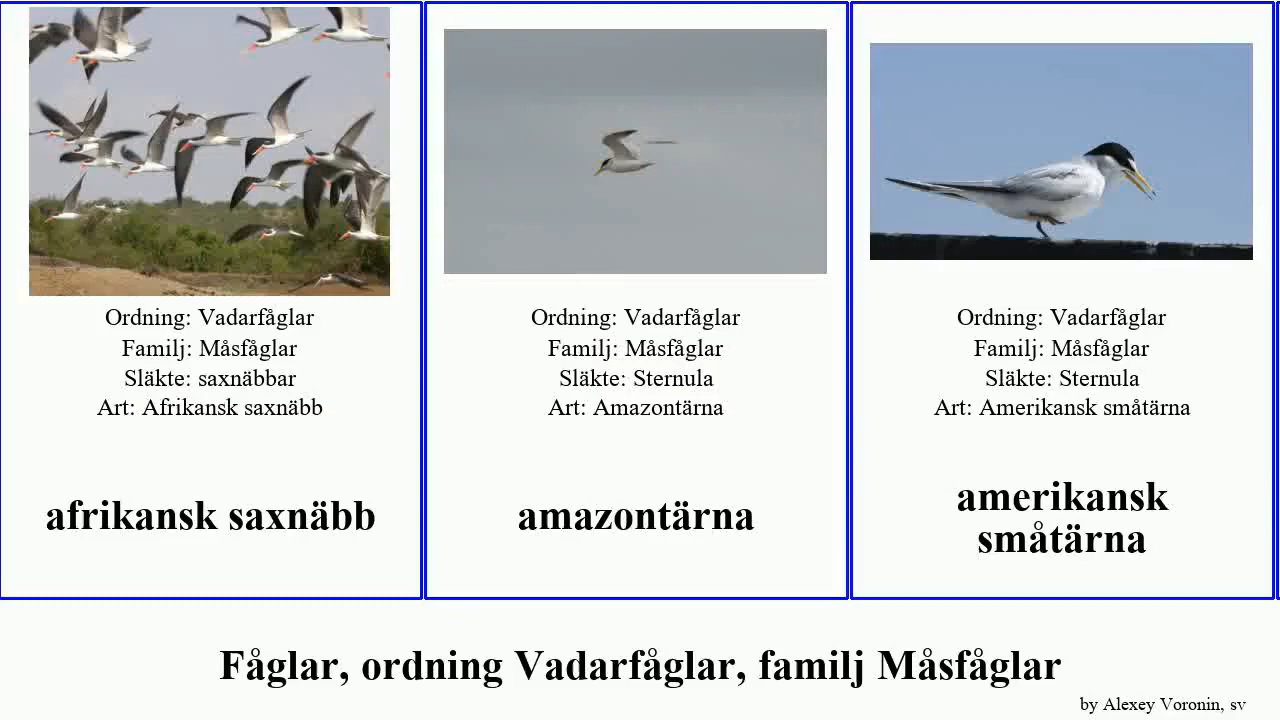 Ordning: Vadarfåglar
Familj: Måsfåglar
Släkte: saxnäbbar
Art: Afrikansk saxnäbb
afrikansk saxnäbb
Ordning: Vadarfåglar
Familj: Måsfåglar
Släkte: Sternula
Art: Amazontärna
amazontärna
Ordning: Vadarfåglar
Familj: Måsfåglar
Släkte: Sternula
Art: Amerikansk småtärna
amerikansk
småtärna
Fåglar, ordning Vadarfåglar, familj Måsfåglar
by Alexey Voronin, sv